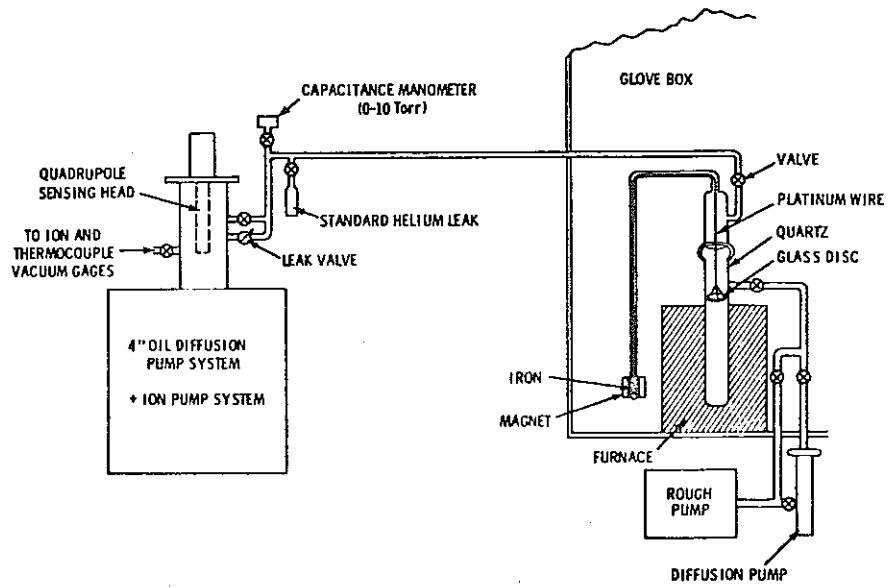 GLOVE BOX
CAPACITANCE MANOMETER
(0-10 Torr)
QUADRUPOLE
SENSING HEAD
VALVE
PLATINUM WIRE
STANDARD HELIUM LEAK
QUARTZ
TO ION AND
THERMOCOUPLE
VACUUM GAGES
LEAK VALVE
GLASS DISC
4" OIL DIFFUSION
PUMP SYSTEM
+ ION PUMP SYSTEM
IRON
MAGNET
FURNACE
ROUGH
PUMP
DIFFUSION PUMP